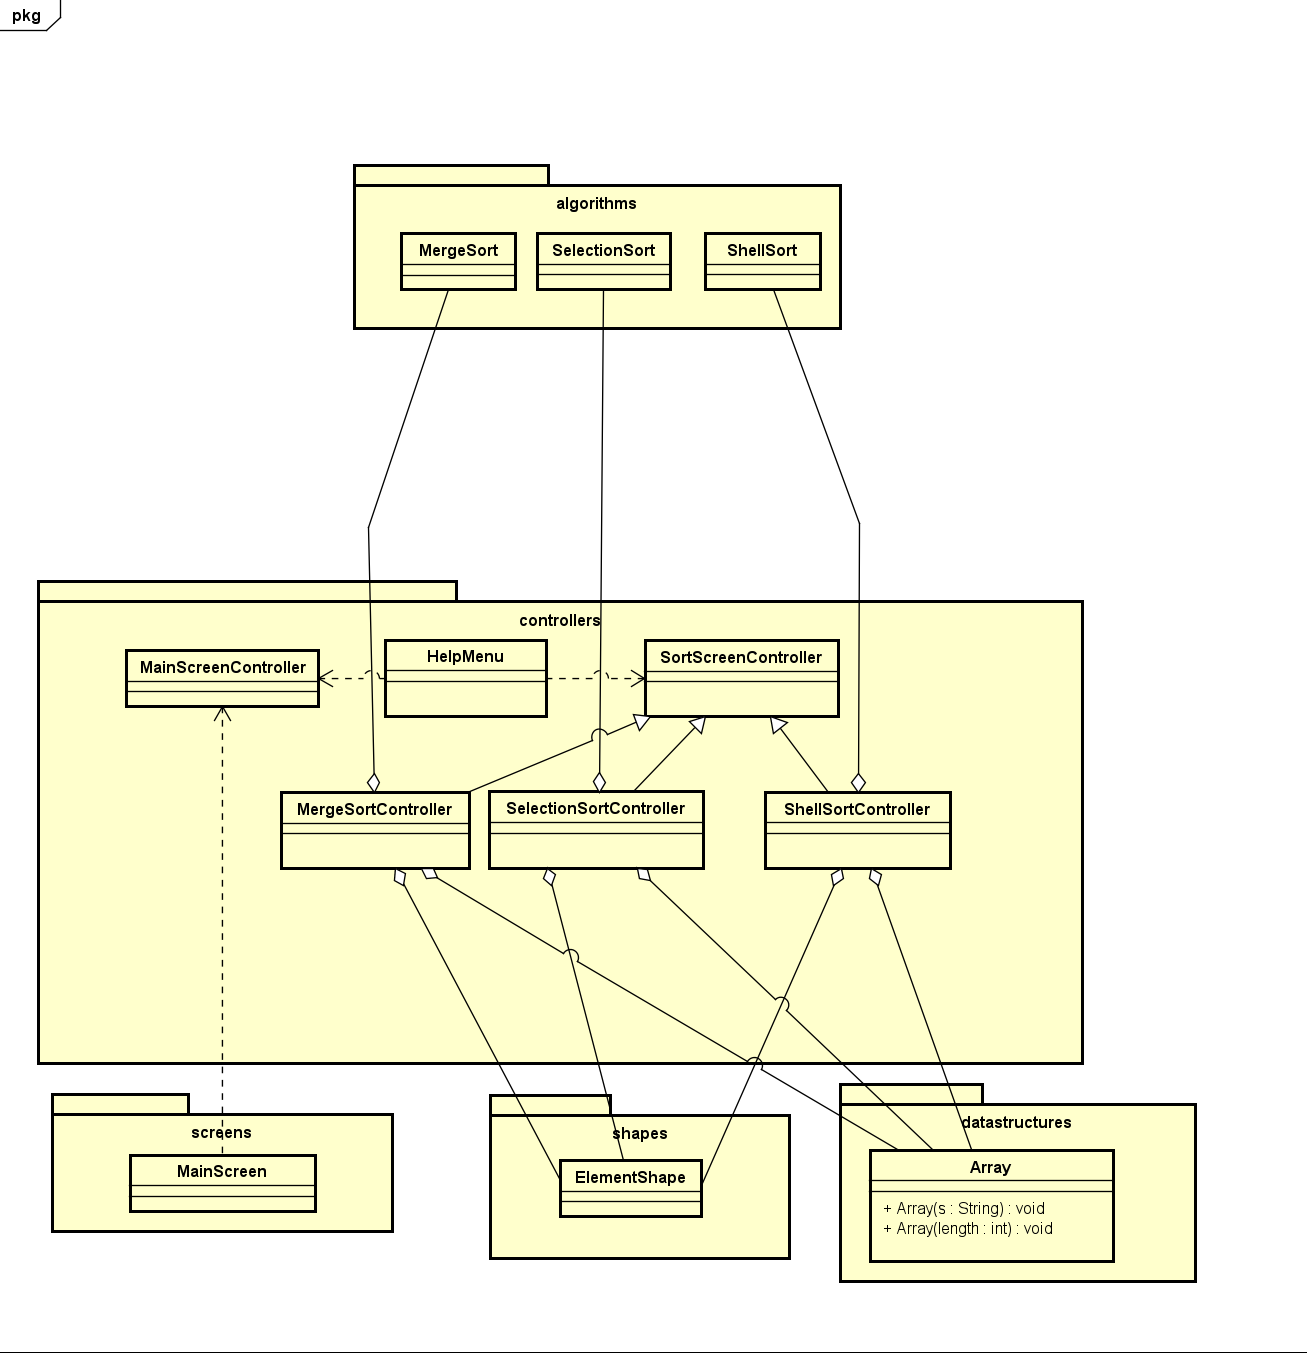 pkg
algorithms
MergeSort
SelectionSort
ShellSort
controllers
MainScreenController
HelpMenu
SortScreenController
MergeSortController
SelectionSortController
ShellSortController
screens
MainScreen
shapes
ElementShape
datastructures
Array
+ Array(s : String) : void
+ Array(length : int) : void